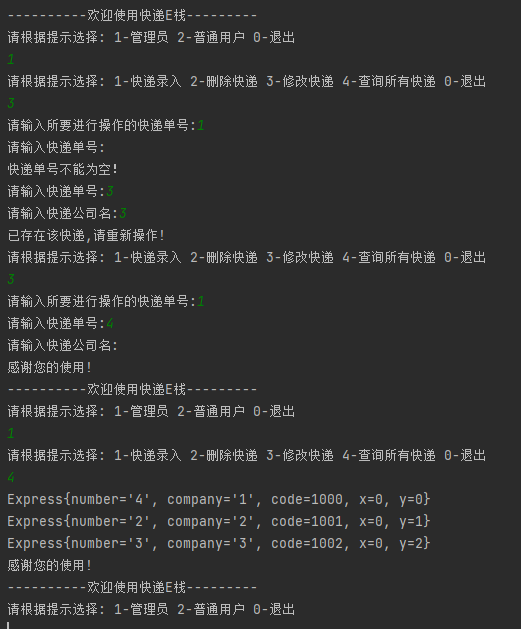 ----------欢迎使用快递E栈---------
请根据提示选择: 1-管理员 2-普通用户 0-退出
1
请根据提示选择: 1-快递录入 2-删除快递 3-修改快递 4-查询所有快递 0-退出
3
请输入所要进行操作的快递单号:1
请输入快递单号:
快递单号不能为空!
请输入快递单号:3
请输入快递公司名:3
已存在该快递,请重新操作!
请根据提示选择: 1-快递录入 2-删除快递 3-修改快递 4-查询所有快递 0-退出
3
请输入所要进行操作的快递单号:1
请输入快递单号:4
请输入快递公司名:
感谢您的使用!
----------欢迎使用快递E栈---------
请根据提示选择: 1-管理员 2-普通用户 0-退出
1
请根据提示选择: 1-快递录入 2-删除快递 3-修改快递 4-查询所有快递 0-退出
4
Express{number='4', company='1', code=1000, x=0, y=0}
Express{number='2', company='2', code=1001, x=0, y=1}
Express{number='3', company='3', code=1002, x=0, y=2}
感谢您的使用!
----------欢迎使用快递E栈---------
请根据提示选择: 1-管理员 2-普通用户 0-退出